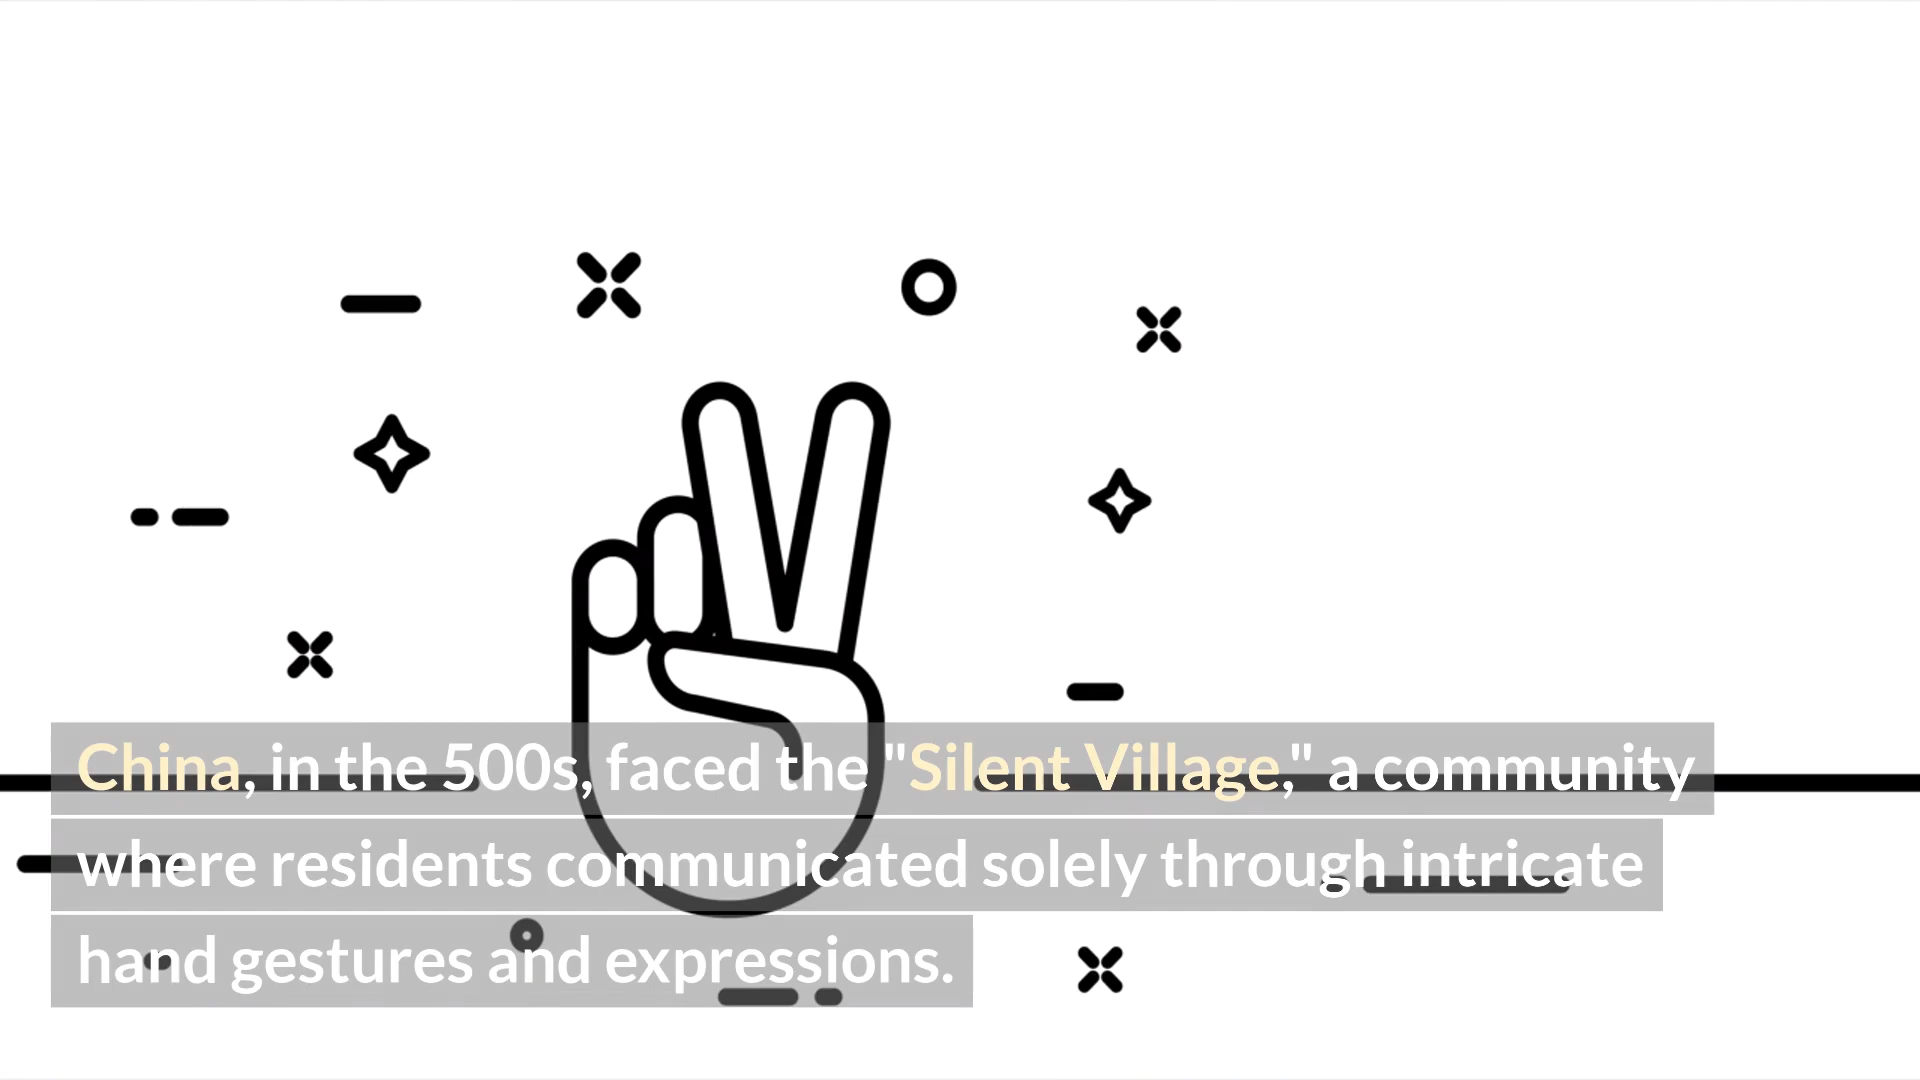 China, in the 500s, faced the "Silent Village," a community
where residents communicated solely through intricate
hand gestures and expressions.